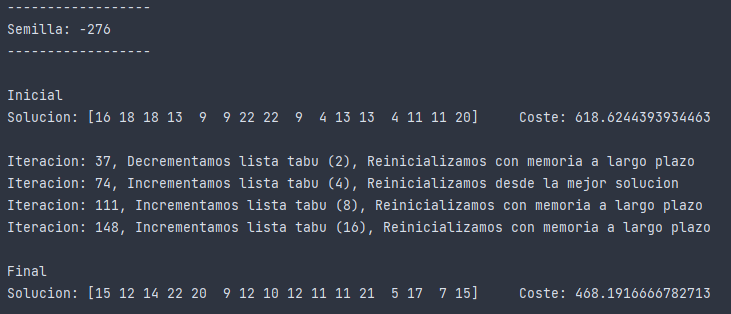 ------------------
Semilla: -276
------------------
Inicial
Solucion: [16 18 18 13  9  9 22 22  9  4 13 13  4 11 11 20]     Coste: 618.6244393934463
Iteracion: 37, Decrementamos lista tabu (2), Reinicializamos con memoria a largo plazo
Iteracion: 74, Incrementamos lista tabu (4), Reinicializamos desde la mejor solucion
Iteracion: 111, Incrementamos lista tabu (8), Reinicializamos con memoria a largo plazo
Iteracion: 148, Incrementamos lista tabu (16), Reinicializamos con memoria a largo plazo
Final
Solucion: [15 12 14 22 20  9 12 10 12 11 11 21  5 17  7 15]     Coste: 468.1916666782713